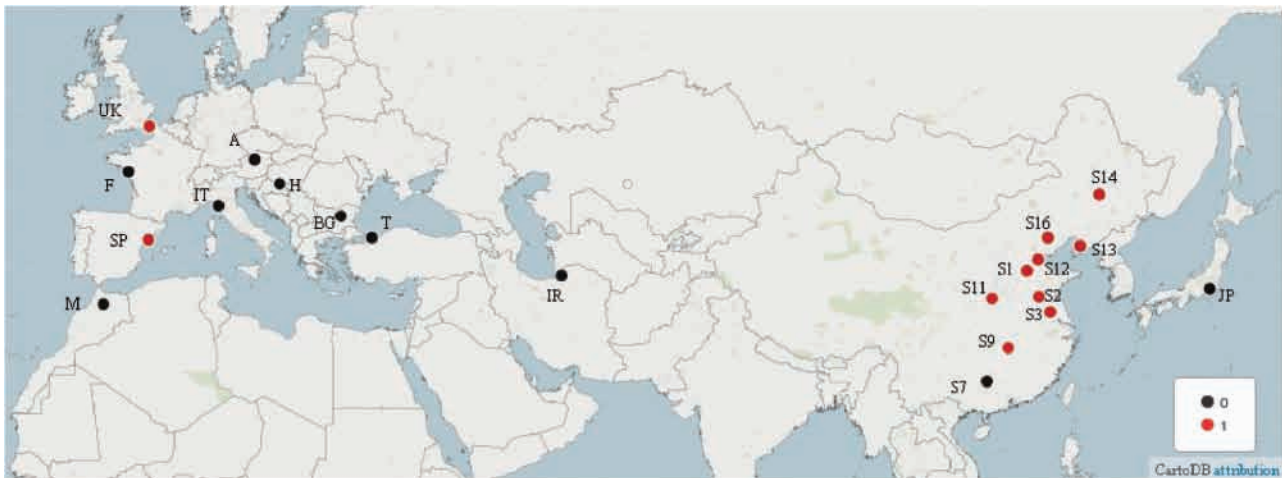 UK
A
F
H
IT
BG
T
SP
M
IR
S14
S16
S13
S1
S12
S11
S2
S3
JP
S9
S7
0
1
CartoDB attribution